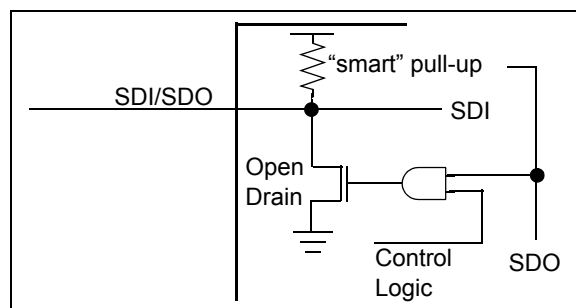 “smart” pull-up
SDI/SDO
SDI
Open
Drain
Control
Logic
SDO